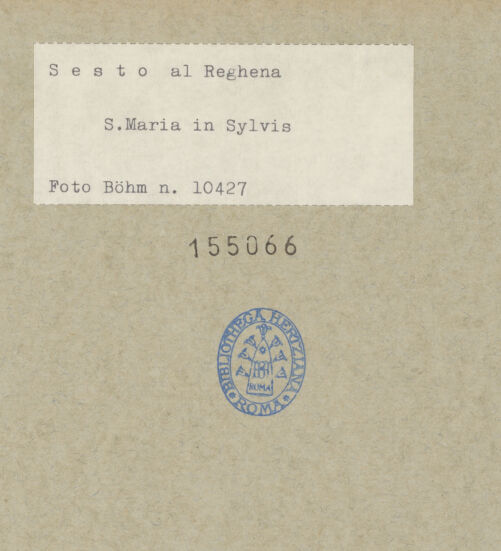 S e s t o al Reghena
S.Maria in Sylvis
Foto Böhm n. 10427
155066
BIBLIOTHECA HERTZIANA
ROMA
ROMA